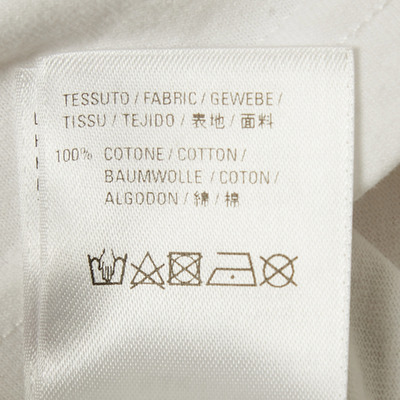 TESSUTO / FABRIC / GEWEBE /
TISSU / TEJIDO / 表地 / 面料
100% COTONE / COTTON /
BAUMWOLLE / COTON /
ALGODON / 綿 / 棉